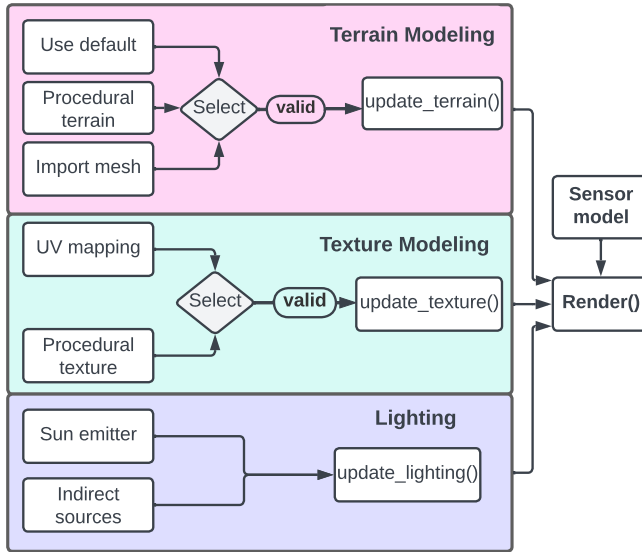 Terrain Modeling
Use default
Procedural
terrain
Import mesh
Select
valid
update_terrain()
Texture Modeling
UV mapping
Procedural
texture
Select
valid
update_texture()
Lighting
Sun emitter
Indirect
sources
update_lighting()
Sensor
model
Render()